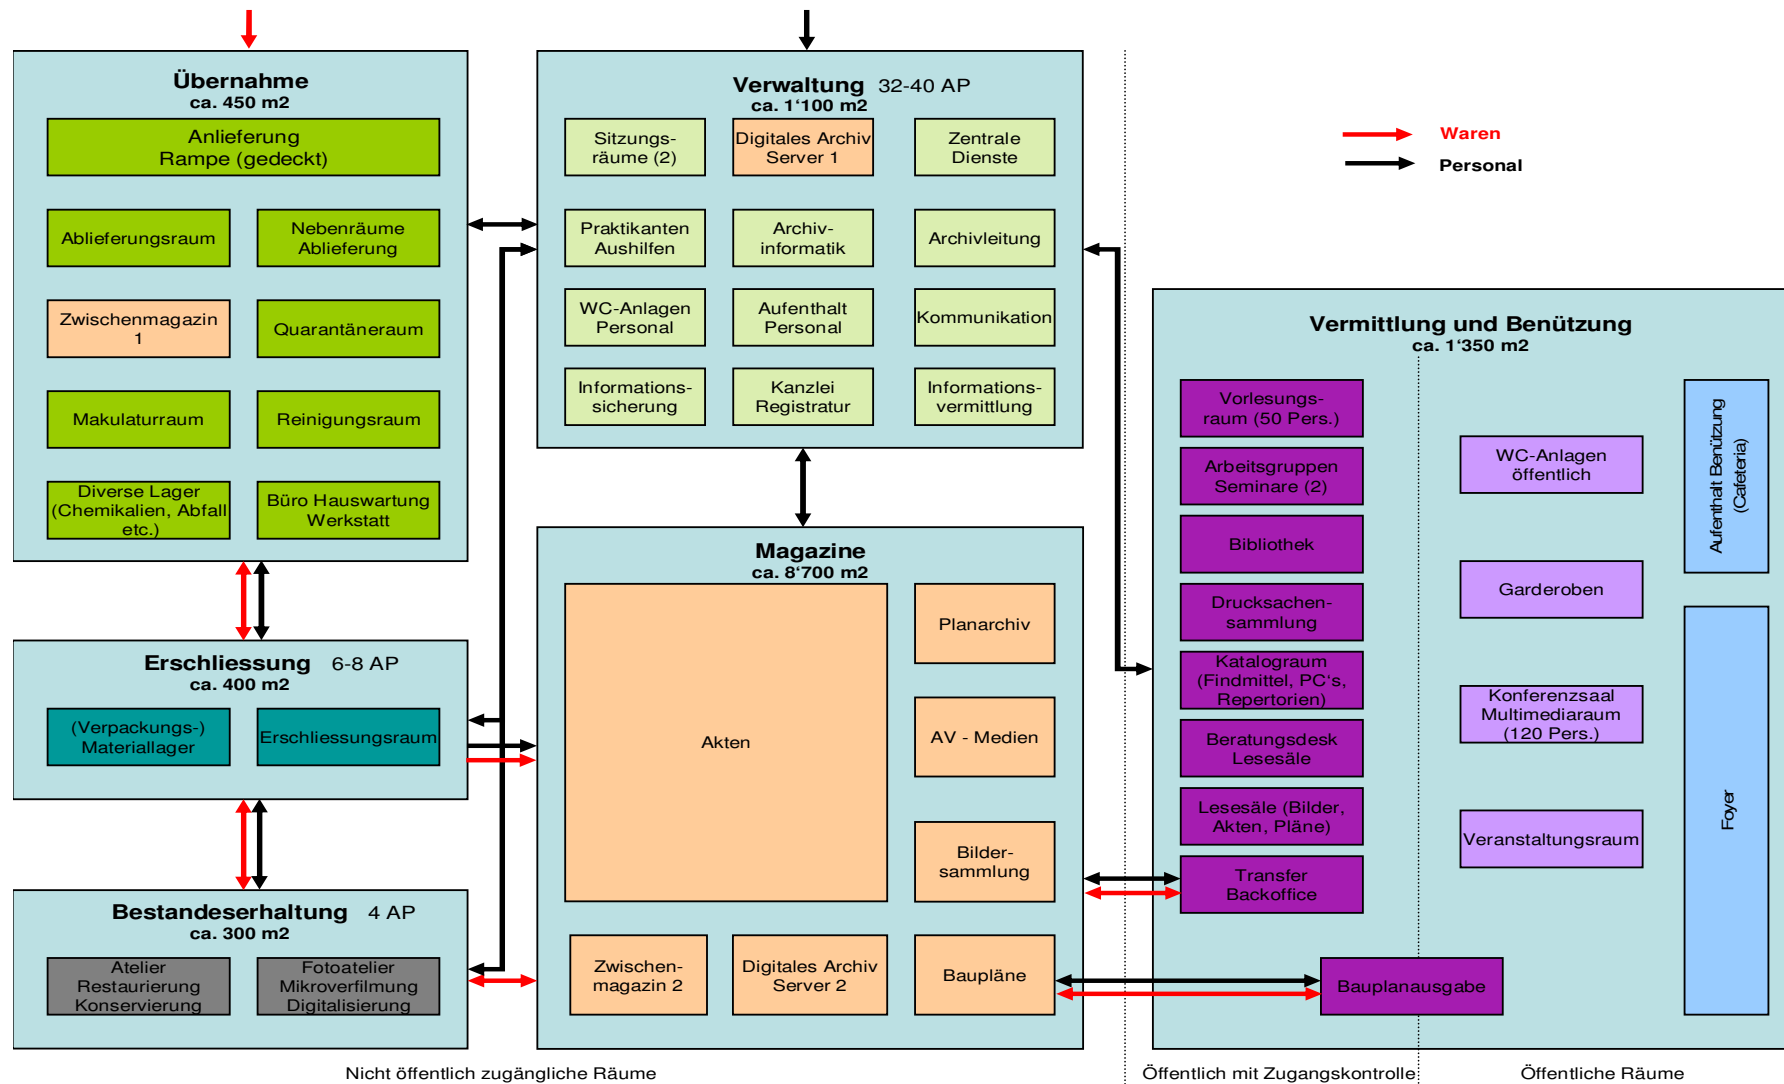 Übernahme
ca. 450 m2
Anlieferung
Rampe (gedeckt)
Ablieferungsraum
Nebenräume
Ablieferung
Zwischenmagazin
1
Quarantäneraum
Makulaturraum
Reinigungsraum
Diverse Lager
(Chemikalien, Abfall
etc.)
Büro Hauswartung
Werkstatt
Erschliessung 6-8 AP
ca. 400 m2
(Verpackungs-)
Materiallager
Erschliessungsraum
Bestandeserhaltung 4 AP
ca. 300 m2
Atelier
Restaurierung
Konservierung
Fotoatelier
Mikroverfilmung
Digitalisierung
Verwaltung 32-40 AP
ca. 1‘100 m2
Sitzungs-
räume (2)
Digitales Archiv
Server 1
Zentrale
Dienste
Praktikanten
Aushilfen
Archiv-
informatik
Archivleitung
WC-Anlagen
Personal
Aufenthalt
Personal
Kommunikation
Informations-
sicherung
Kanzlei
Registratur
Informations-
vermittlung
Magazine
ca. 8‘700 m2
Akten
Planarchiv
AV - Medien
Bilder-
sammlung
Zwischen-
magazin 2
Digitales Archiv
Server 2
Baupläne
Waren
Personal
Vermittlung und Benützung
ca. 1‘350 m2
Vorlesungs-
raum (50 Pers.)
Arbeitsgruppen
Seminare (2)
Bibliothek
Drucksachen-
sammlung
Katalograum
(Findmittel, PC‘s,
Repertorien)
Beratungsdesk
Lesesäle
Lesesäle (Bilder,
Akten, Pläne)
Transfer
Backoffice
Bauplanausgabe
WC-Anlagen
öffentlich
Garderoben
Konferenzsaal
Multimediaraum
(120 Pers.)
Veranstaltungsraum
Aufenthalt Benützung
(Cafeteria)
Foyer
Nicht öffentlich zugängliche Räume
Öffentlich mit Zugangskontrolle
Öffentliche Räume